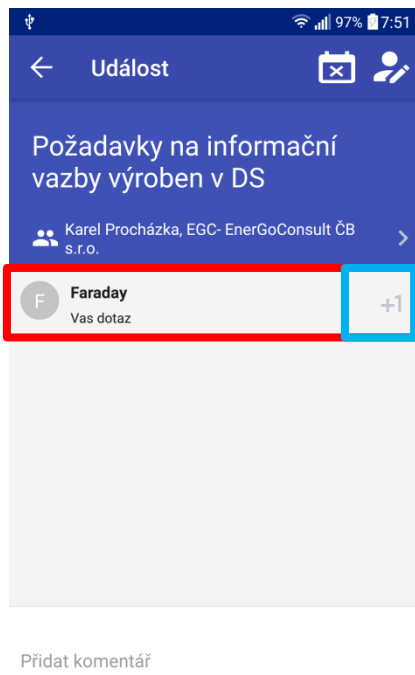 97% 7:51
Událost
Požadavky na informační
vazby výroben v DS
Karel Procházka, EGC- EnerGoConsult ČB
s.r.o.
F Faraday +1
Vas dotaz
Přidat komentář